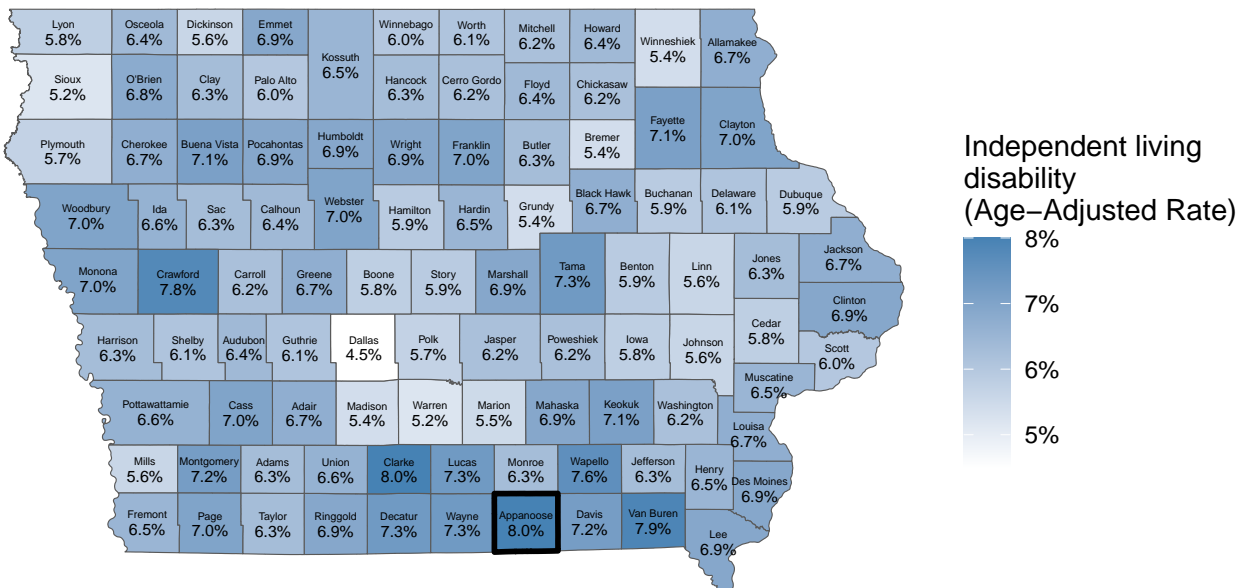 Lyon
5.8%
Osceola
6.4%
Dickinson
5.6%
Emmet
6.9%
Kossuth
6.5%
Winnebago
6.0%
Worth
6.1%
Mitchell
6.2%
Howard
6.4%
Winneshiek
5.4%
Allamakee
6.7%
Sioux
5.2%
O'Brien
6.8%
Clay
6.3%
Palo Alto
6.0%
Hancock
6.3%
Cerro Gordo
6.2%
Floyd
6.4%
Chickasaw
6.2%
Plymouth
5.7%
Cherokee
6.7%
Buena Vista
7.1%
Pocahontas
6.9%
Humboldt
6.9%
Wright
6.9%
Franklin
7.0%
Butler
6.3%
Bremer
5.4%
Fayette
7.1%
Clayton
7.0%
Woodbury
7.0%
Ida
6.6%
Sac
6.3%
Calhoun
6.4%
Webster
7.0%
Hamilton
5.9%
Hardin
6.5%
Grundy
5.4%
Black Hawk
6.7%
Buchanan
5.9%
Delaware
6.1%
Dubuque
5.9%
Monona
7.0%
Crawford
7.8%
Carroll
6.2%
Greene
6.7%
Boone
5.8%
Story
5.9%
Marshall
6.9%
Tama
7.3%
Benton
5.9%
Linn
5.6%
Jones
6.3%
Jackson
6.7%
Clinton
6.9%
Harrison
6.3%
Shelby
6.1%
Audubon
6.4%
Guthrie
6.1%
Dallas
4.5%
Polk
5.7%
Jasper
6.2%
Poweshiek
6.2%
Iowa
5.8%
Johnson
5.6%
Cedar
5.8%
Scott
6.0%
Muscatine
6.5%
Pottawattamie
6.6%
Cass
7.0%
Adair
6.7%
Madison
5.4%
Warren
5.2%
Marion
5.5%
Mahaska
6.9%
Keokuk
7.1%
Washington
6.2%
Louisa
6.7%
Mills
5.6%
Montgomery
7.2%
Adams
6.3%
Union
6.6%
Clarke
8.0%
Lucas
7.3%
Monroe
6.3%
Wapello
7.6%
Jefferson
6.3%
Henry
6.5%
Des Moines
6.9%
Fremont
6.5%
Page
7.0%
Taylor
6.3%
Ringgold
6.9%
Decatur
7.3%
Wayne
7.3%
Appanoose
8.0%
Davis
7.2%
Van Buren
7.9%
Lee
6.9%
Independent living
disability
(Age−Adjusted Rate)
8%
7%
6%
5%